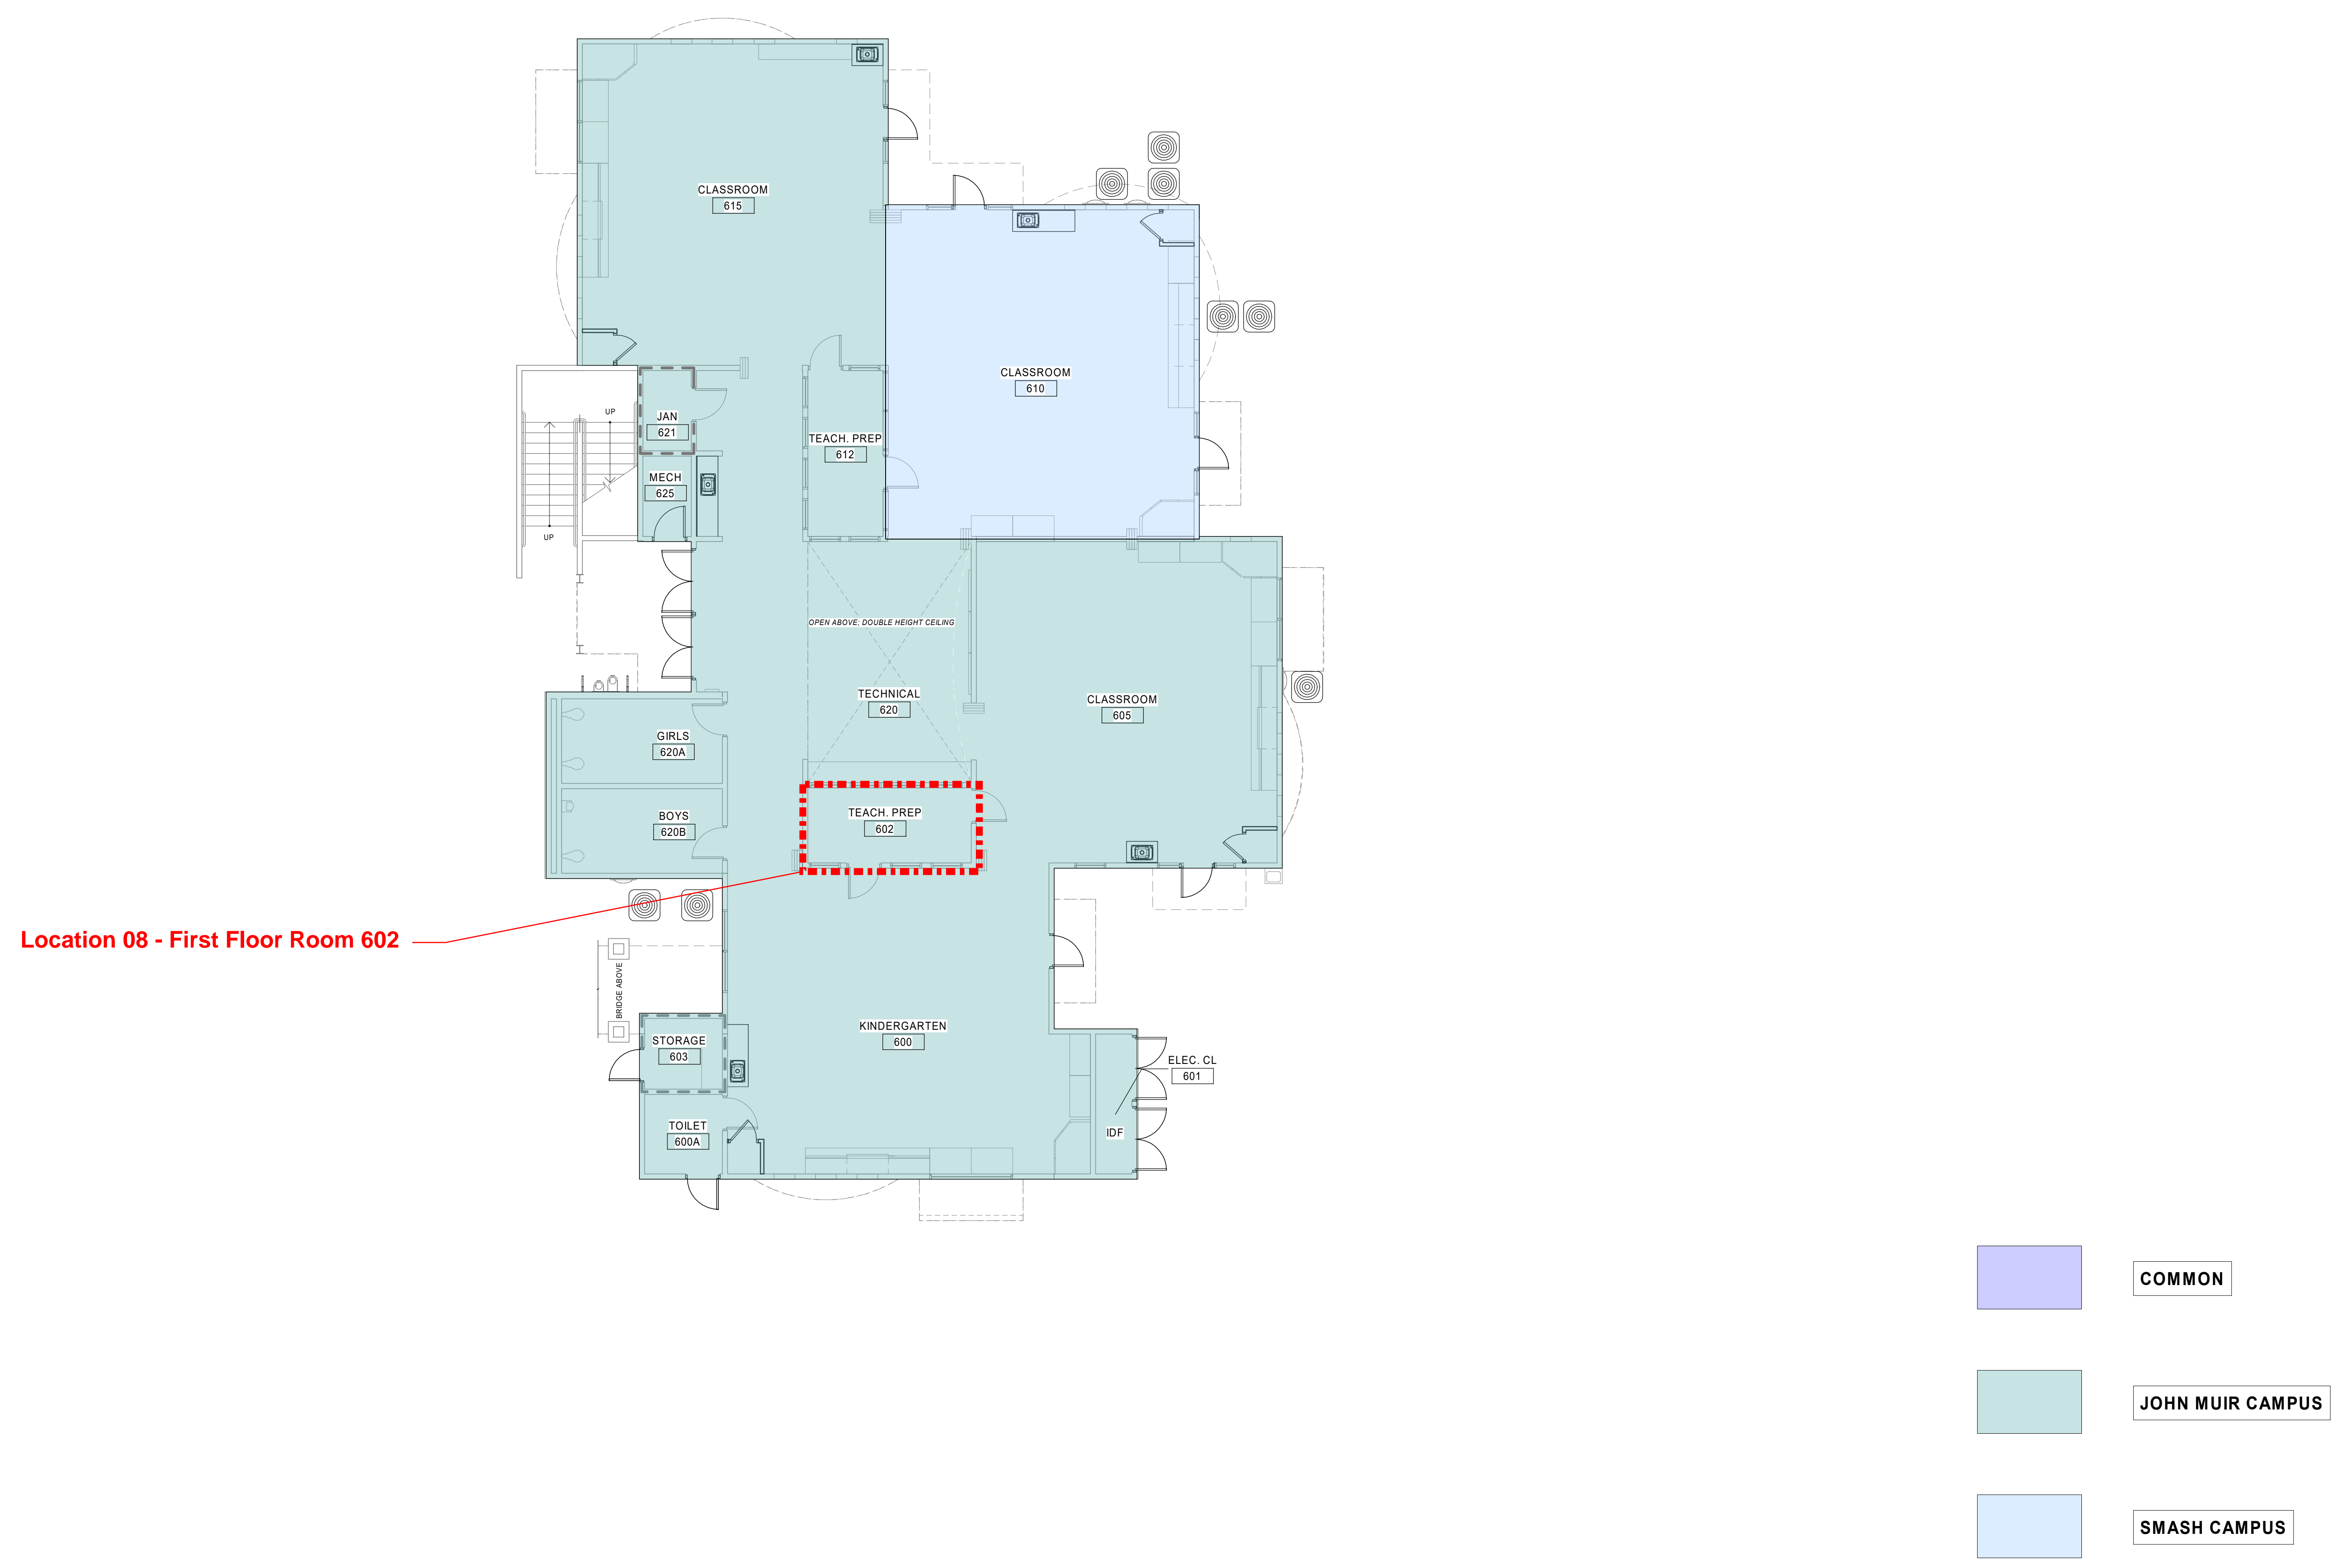 CLASSROOM
615
CLASSROOM
610
UP
JAN
621
TEACH. PREP
612
MECH
625
UP
OPEN ABOVE; DOUBLE HEIGHT CEILING
TECHNICAL
620
CLASSROOM
605
GIRLS
620A
BOYS
620B
TEACH. PREP
602
Location 08 - First Floor Room 602
BRIDGE ABOVE
KINDERGARTEN
600
STORAGE
603
ELEC. CL
601
TOILET
600A
IDF
COMMON
JOHN MUIR CAMPUS
SMASH CAMPUS